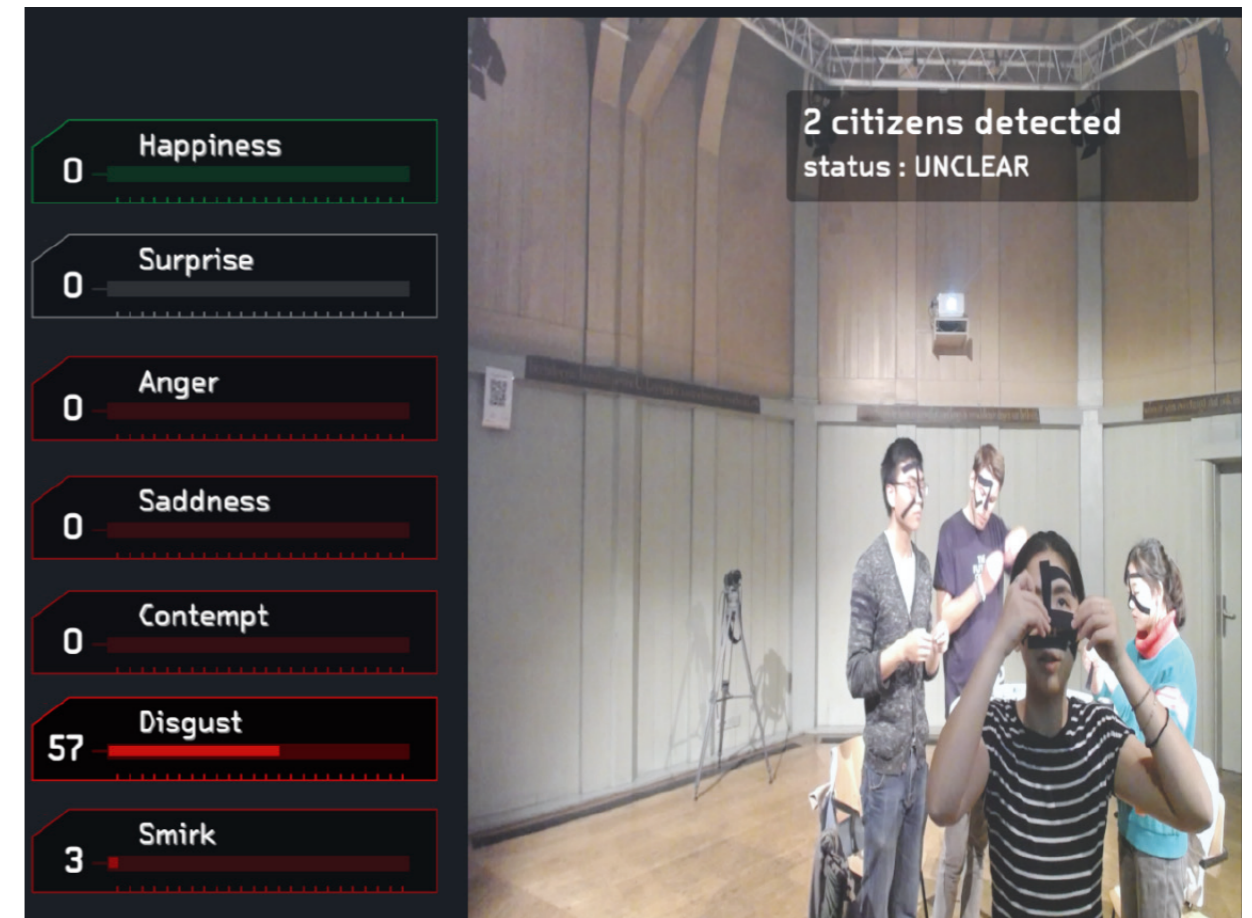 0
Happiness
0
Surprise
0
Anger
0
Saddness
0
Contempt
57
Disgust
3
Smirk
2 citizens detected
status : UNCLEAR
THE